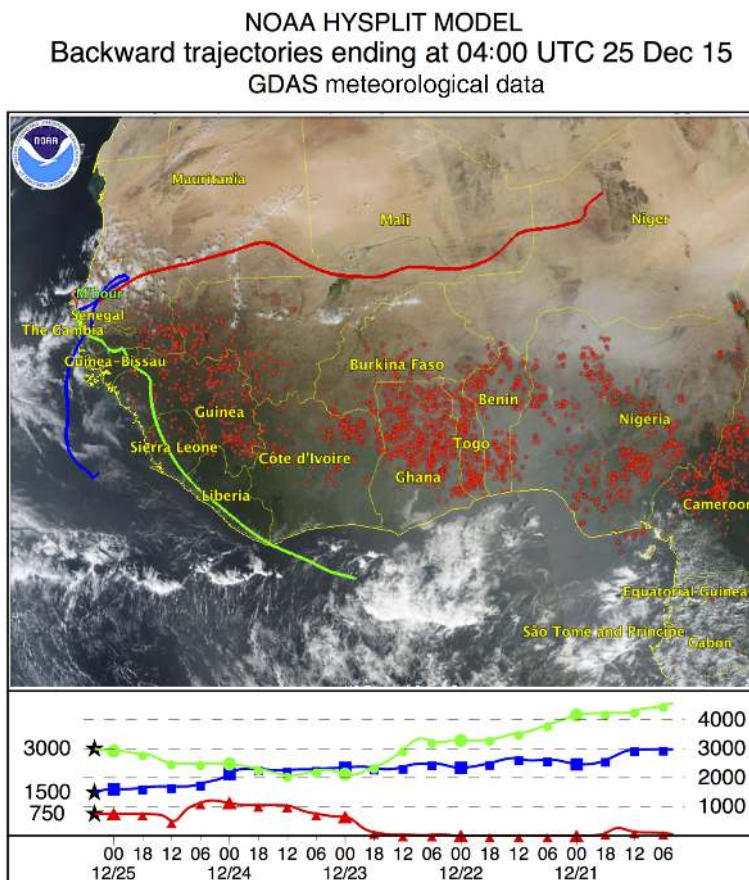 NOAA HYSPLIT MODEL
Backward trajectories ending at 04:00 UTC 25 Dec 15
GDAS meteorological data
NOAA
Mauritania
Mali
Niger
M'bour
Senegal
The Gambia
Guinea-Bissau
Burkina Faso
Benin
Guinea
Nigeria
Sierra Leone
Côte d'Ivoire
Togo
Ghana
Liberia
Cameroon
Equatorial Guinea
São Tomé and Príncipe
Gabon
4000
3000 3000
2000
1500
750 1000
00 18 12 06 00 18 12 06 00 18 12 06 00 18 12 06 00 18 12 06
12/25 12/24 12/23 12/22 12/21